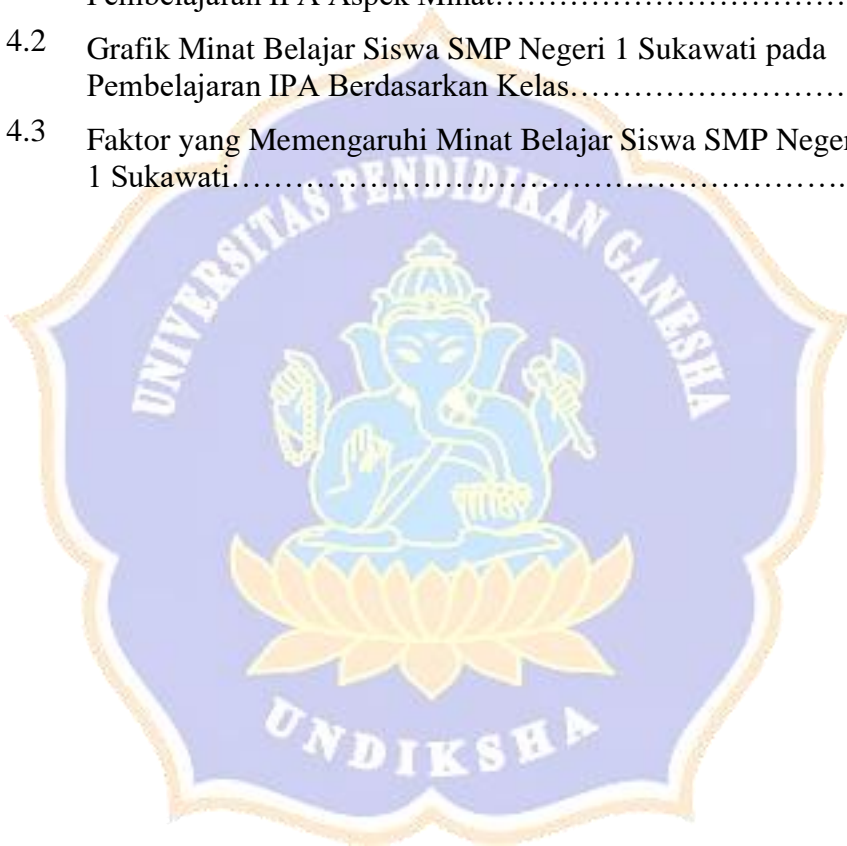 Pembelajaran IPA Aspek Minat……………………………
4.2 Grafik Minat Belajar Siswa SMP Negeri 1 Sukawati pada
Pembelajaran IPA Berdasarkan Kelas……………………
4.3 Faktor yang Memengaruhi Minat Belajar Siswa SMP Neger
1 Sukawati…………………………………………………
UNIVERSITAS PENDIDIKAN GANESHA
UNDIKSHA